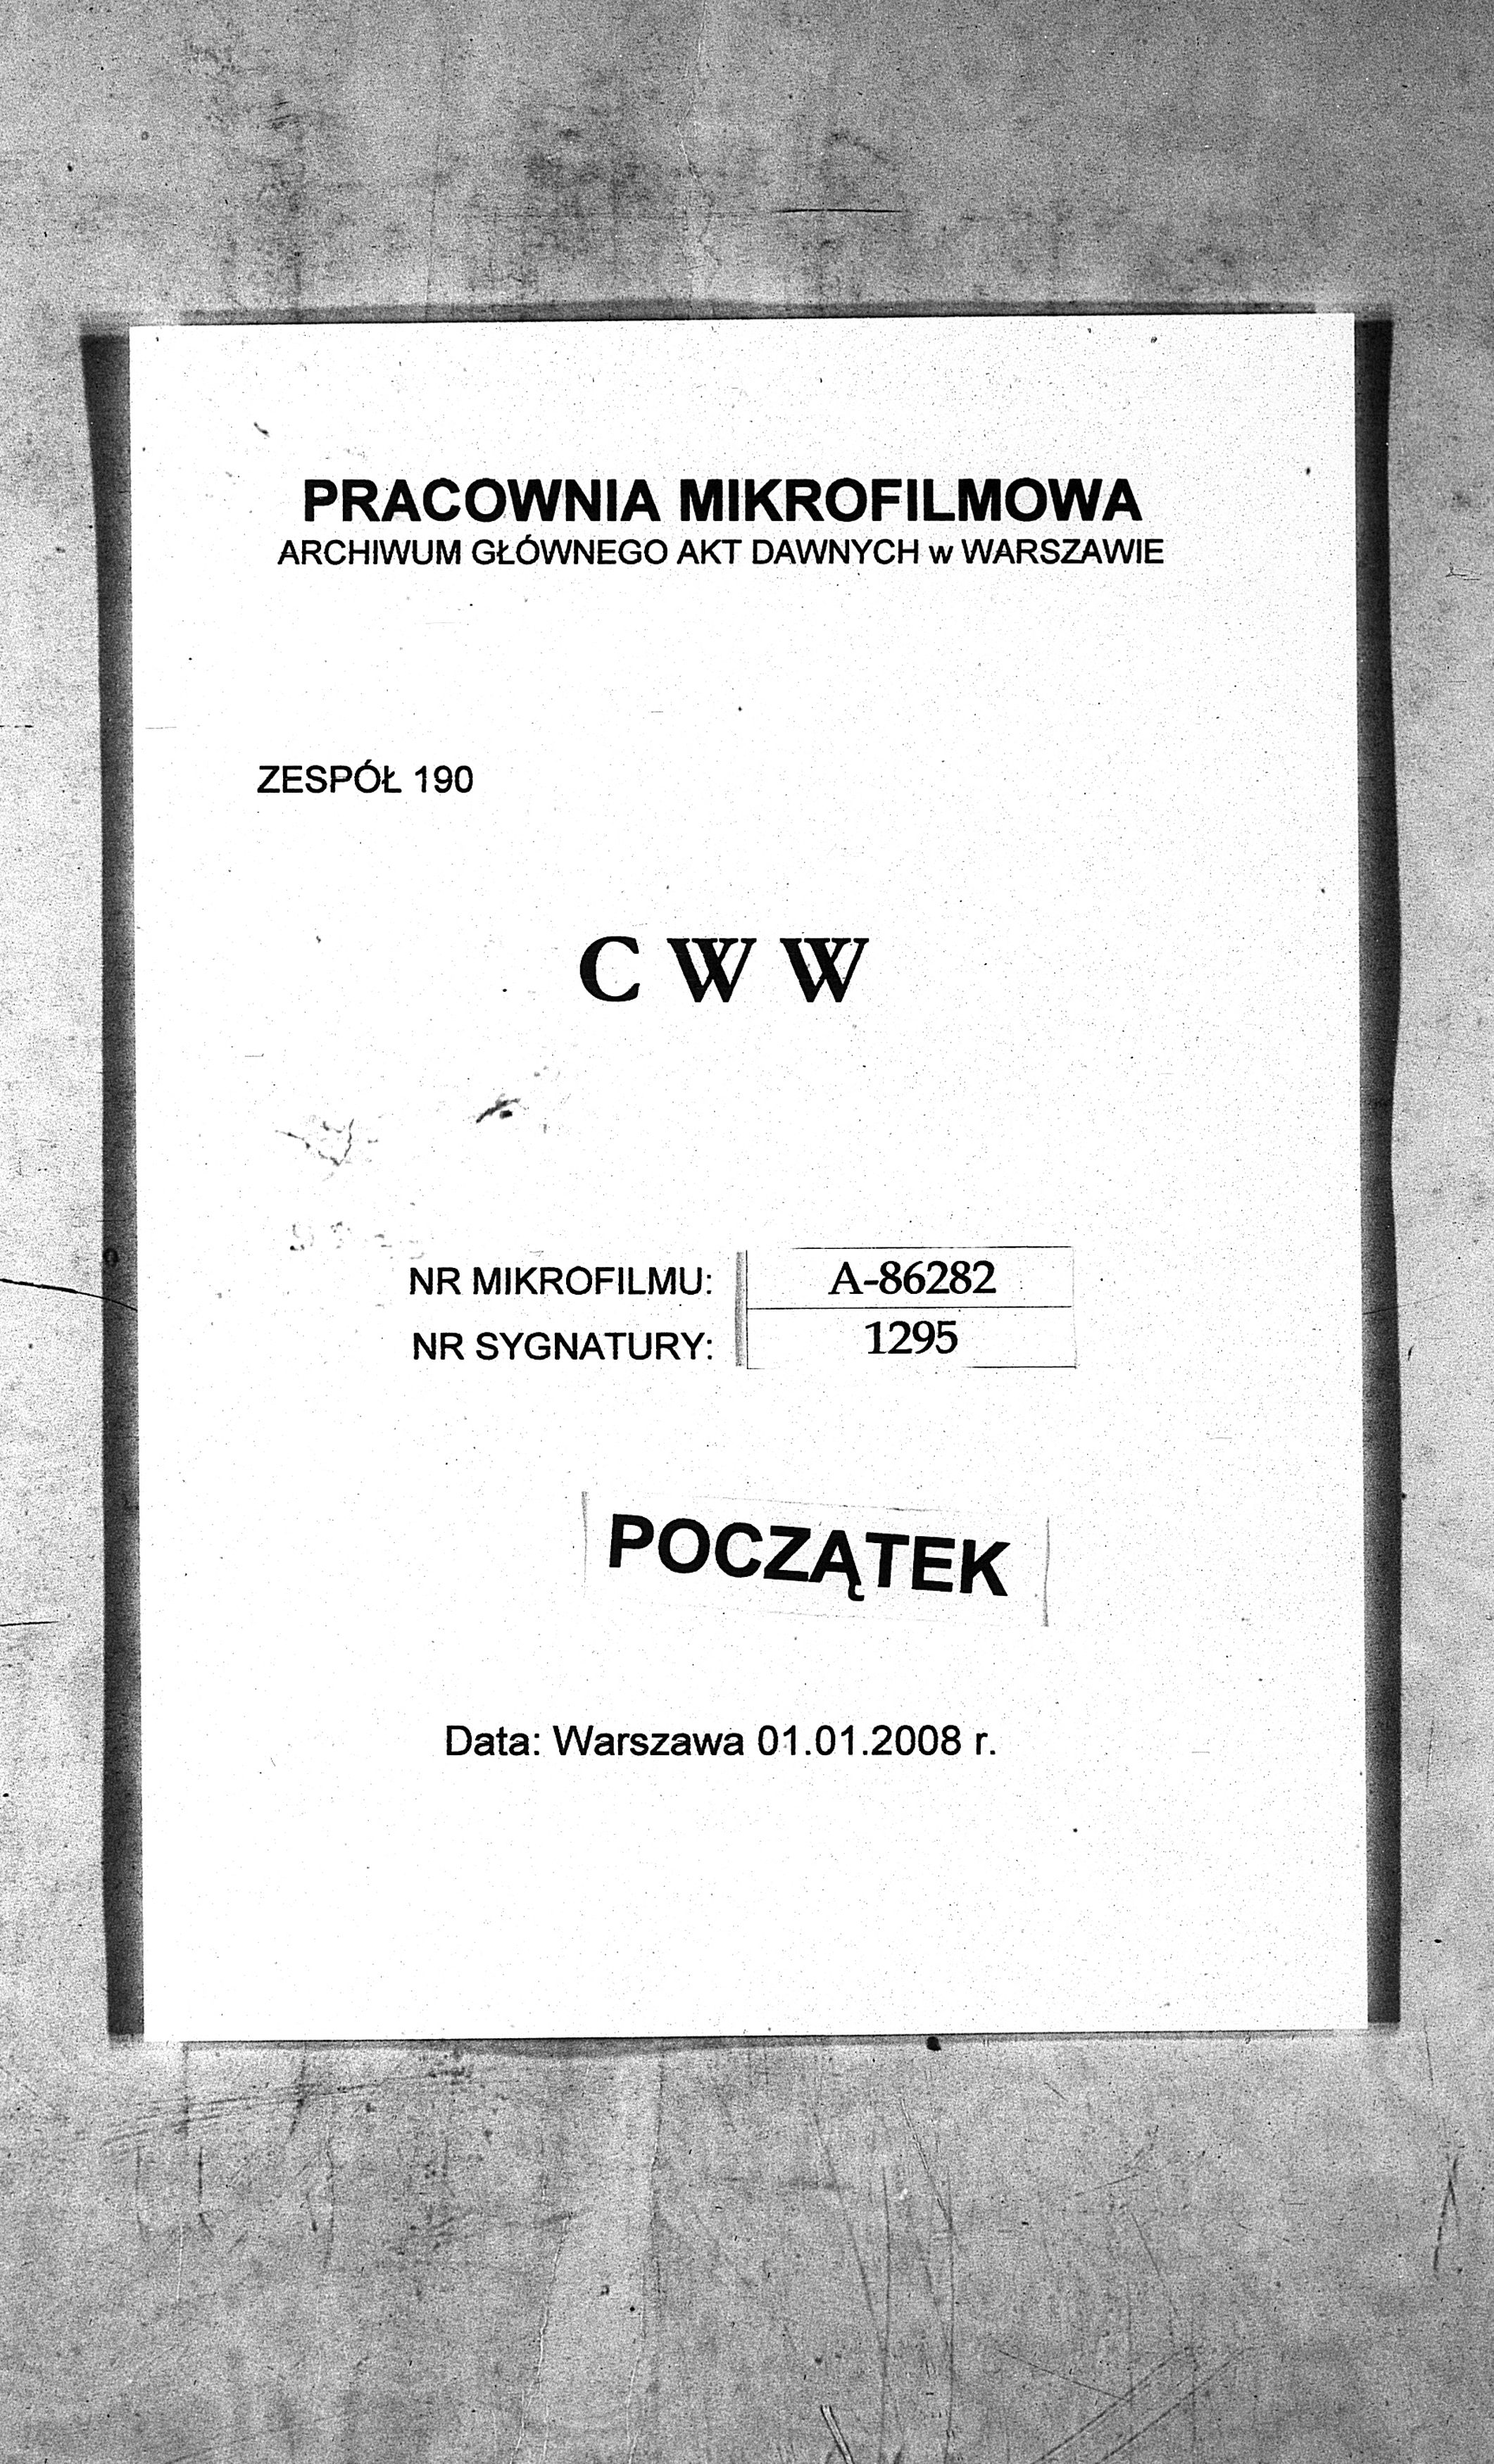 PRACOWNIA MIKROFILMOWA
ARCHIWUM GŁÓWNEGO AKT DAWNYCH w WARSZAWIE
ZESPÓŁ 190
C W W
NR MIKROFILMU: A-86282
NR SYGNATURY: 1295
POCZĄTEK
Data: Warszawa 01.01.2008 r.